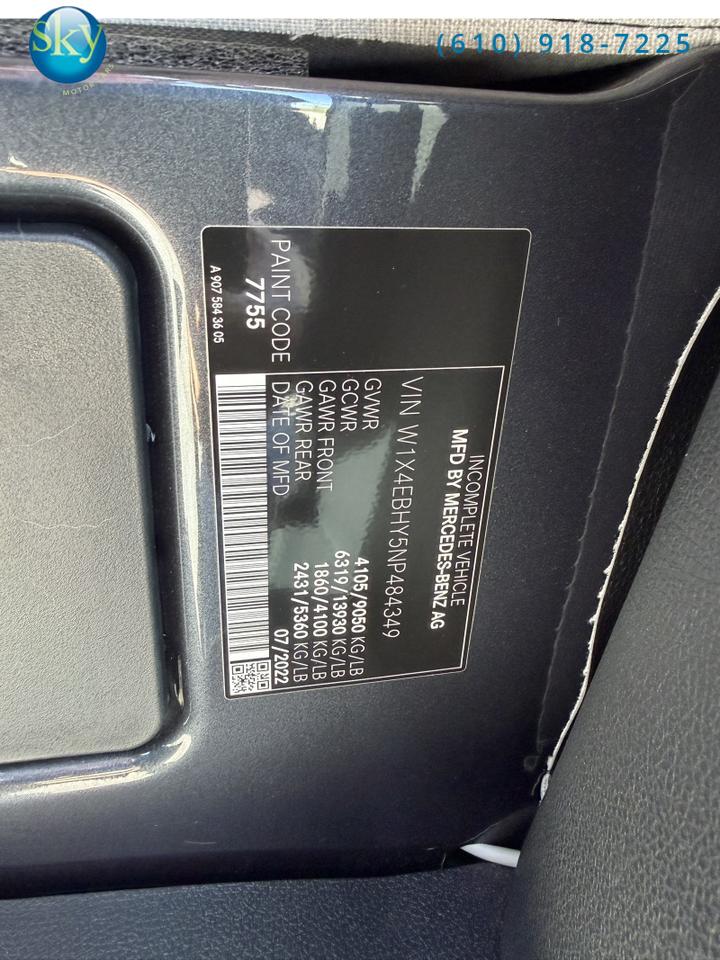 sky
MOTORCARS
(610) 918-7225
INCOMPLETE VEHICLE
MFD BY MERCEDES-BENZ AG
VIN W1X4EBHY5NP484349
GVWR 4105/9050 KG/LB
GCWR 6319/13930 KG/LB
GAWR FRONT 1860/4100 KG/LB
GAWR REAR 2431/5360 KG/LB
DATE OF MFD 07/2022
PAINT CODE
7755
A 907 584 36 05